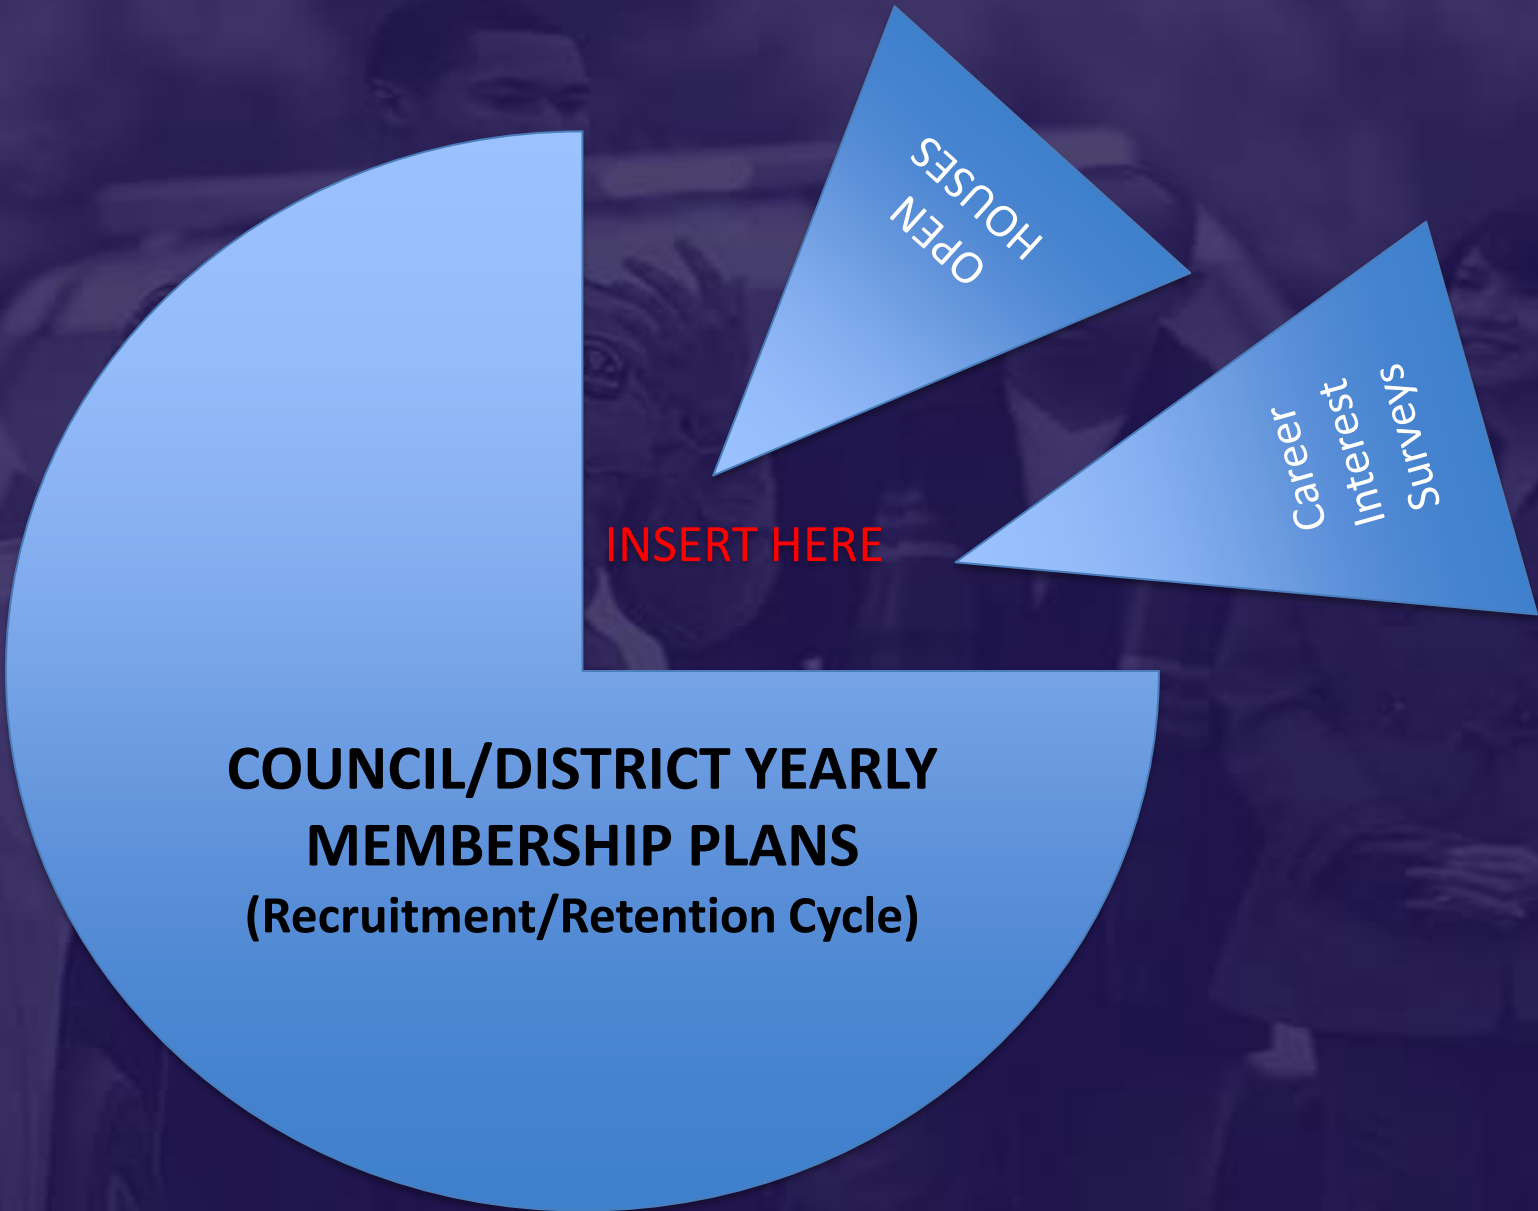 OPEN
HOUSES
Career
Interest
Surveys
INSERT HERE
COUNCIL/DISTRICT YEARLY
MEMBERSHIP PLANS
(Recruitment/Retention Cycle)